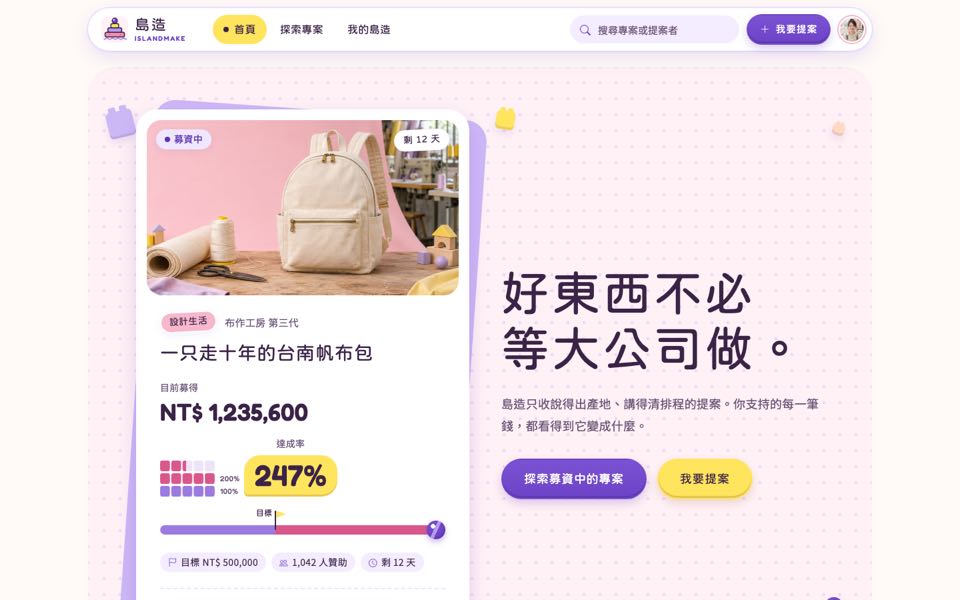 島造
ISLANDMAKE
首頁
探索專案
我的島造
搜尋專案或提案者
我要提案
募資中
剩 12 天
設計生活
布作工房 第三代
一只走十年的台南帆布包
目前募得
NT$ 1,235,600
達成率
200%
100%
247%
目標
目標 NT$ 500,000
1,042 人贊助
剩 12 天
好東西不必
等大公司做。
島造只收說得出產地、講得清排程的提案。你支持的每一筆
錢，都看得到它變成什麼。
探索募資中的專案
我要提案